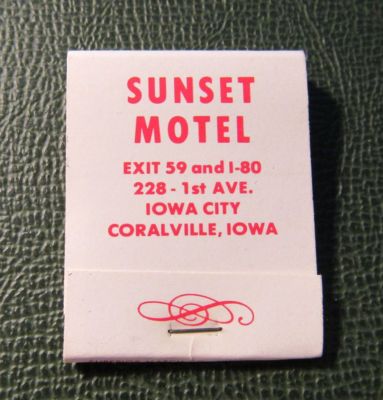 SUNSET
MOTEL
EXIT 59 and I-80
228 - 1st AVE.
IOWA CITY
CORALVILLE, IOWA